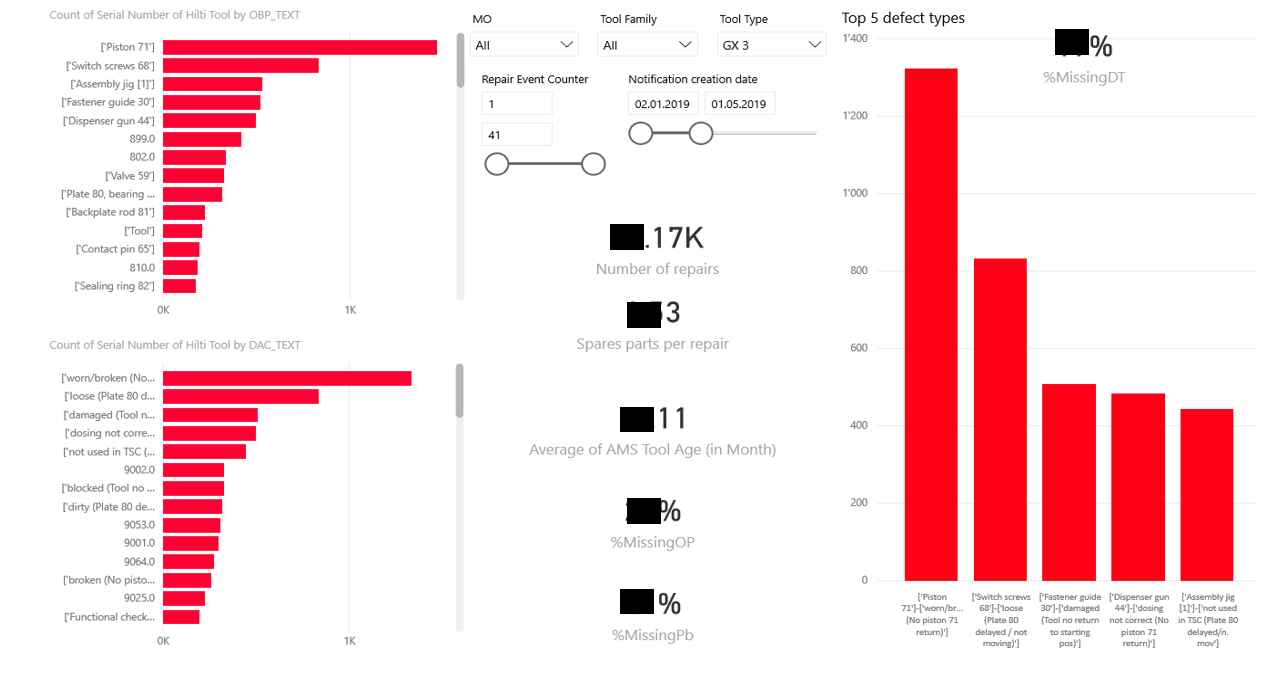 Count of Serial Number of Hilti Tool by OBP_TEXT
['Piston 71']
['Switch screws 68']
['Assembly jig [1]']
['Fastener guide 30']
['Dispenser gun 44']
899.0
802.0
['Valve 59']
['Plate 80, bearing ...
['Backplate rod 81']
['Tool']
['Contact pin 65']
810.0
['Sealing ring 82']
0K
1K
Count of Serial Number of Hilti Tool by DAC_TEXT
['worn/broken (No...
['loose (Plate 80 d...
['damaged (Tool n...
['dosing not corre...
['not used in TSC (...
9002.0
['blocked (Tool no ...
['dirty (Plate 80 de...
9053.0
9001.0
9064.0
['broken (No pisto...
9025.0
['Functional check...
0K
1K
MO
All
Tool Family
All
Tool Type
GX 3
Repair Event Counter
1
41
Notification creation date
02.01.2019
01.05.2019
.17K
Number of repairs
3
Spares parts per repair
11
Average of AMS Tool Age (in Month)
%
%MissingOP
%
%MissingPb
Top 5 defect types
%
%MissingDT
1'400
1'200
1'000
800
600
400
200
0
['Piston
71']-['worn/br...
(No piston 71
return)']
['Switch screws
68']-['loose
(Plate 80
delayed / not
moving)']
['Fastener guide
30']-['damaged
(Tool no return
to starting
pos)']
['Dispenser gun
44']-['dosing
not correct (No
piston 71
return)']
['Assembly jig
[1]']-['not used
in TSC (Plate 80
delayed/n.
mov']